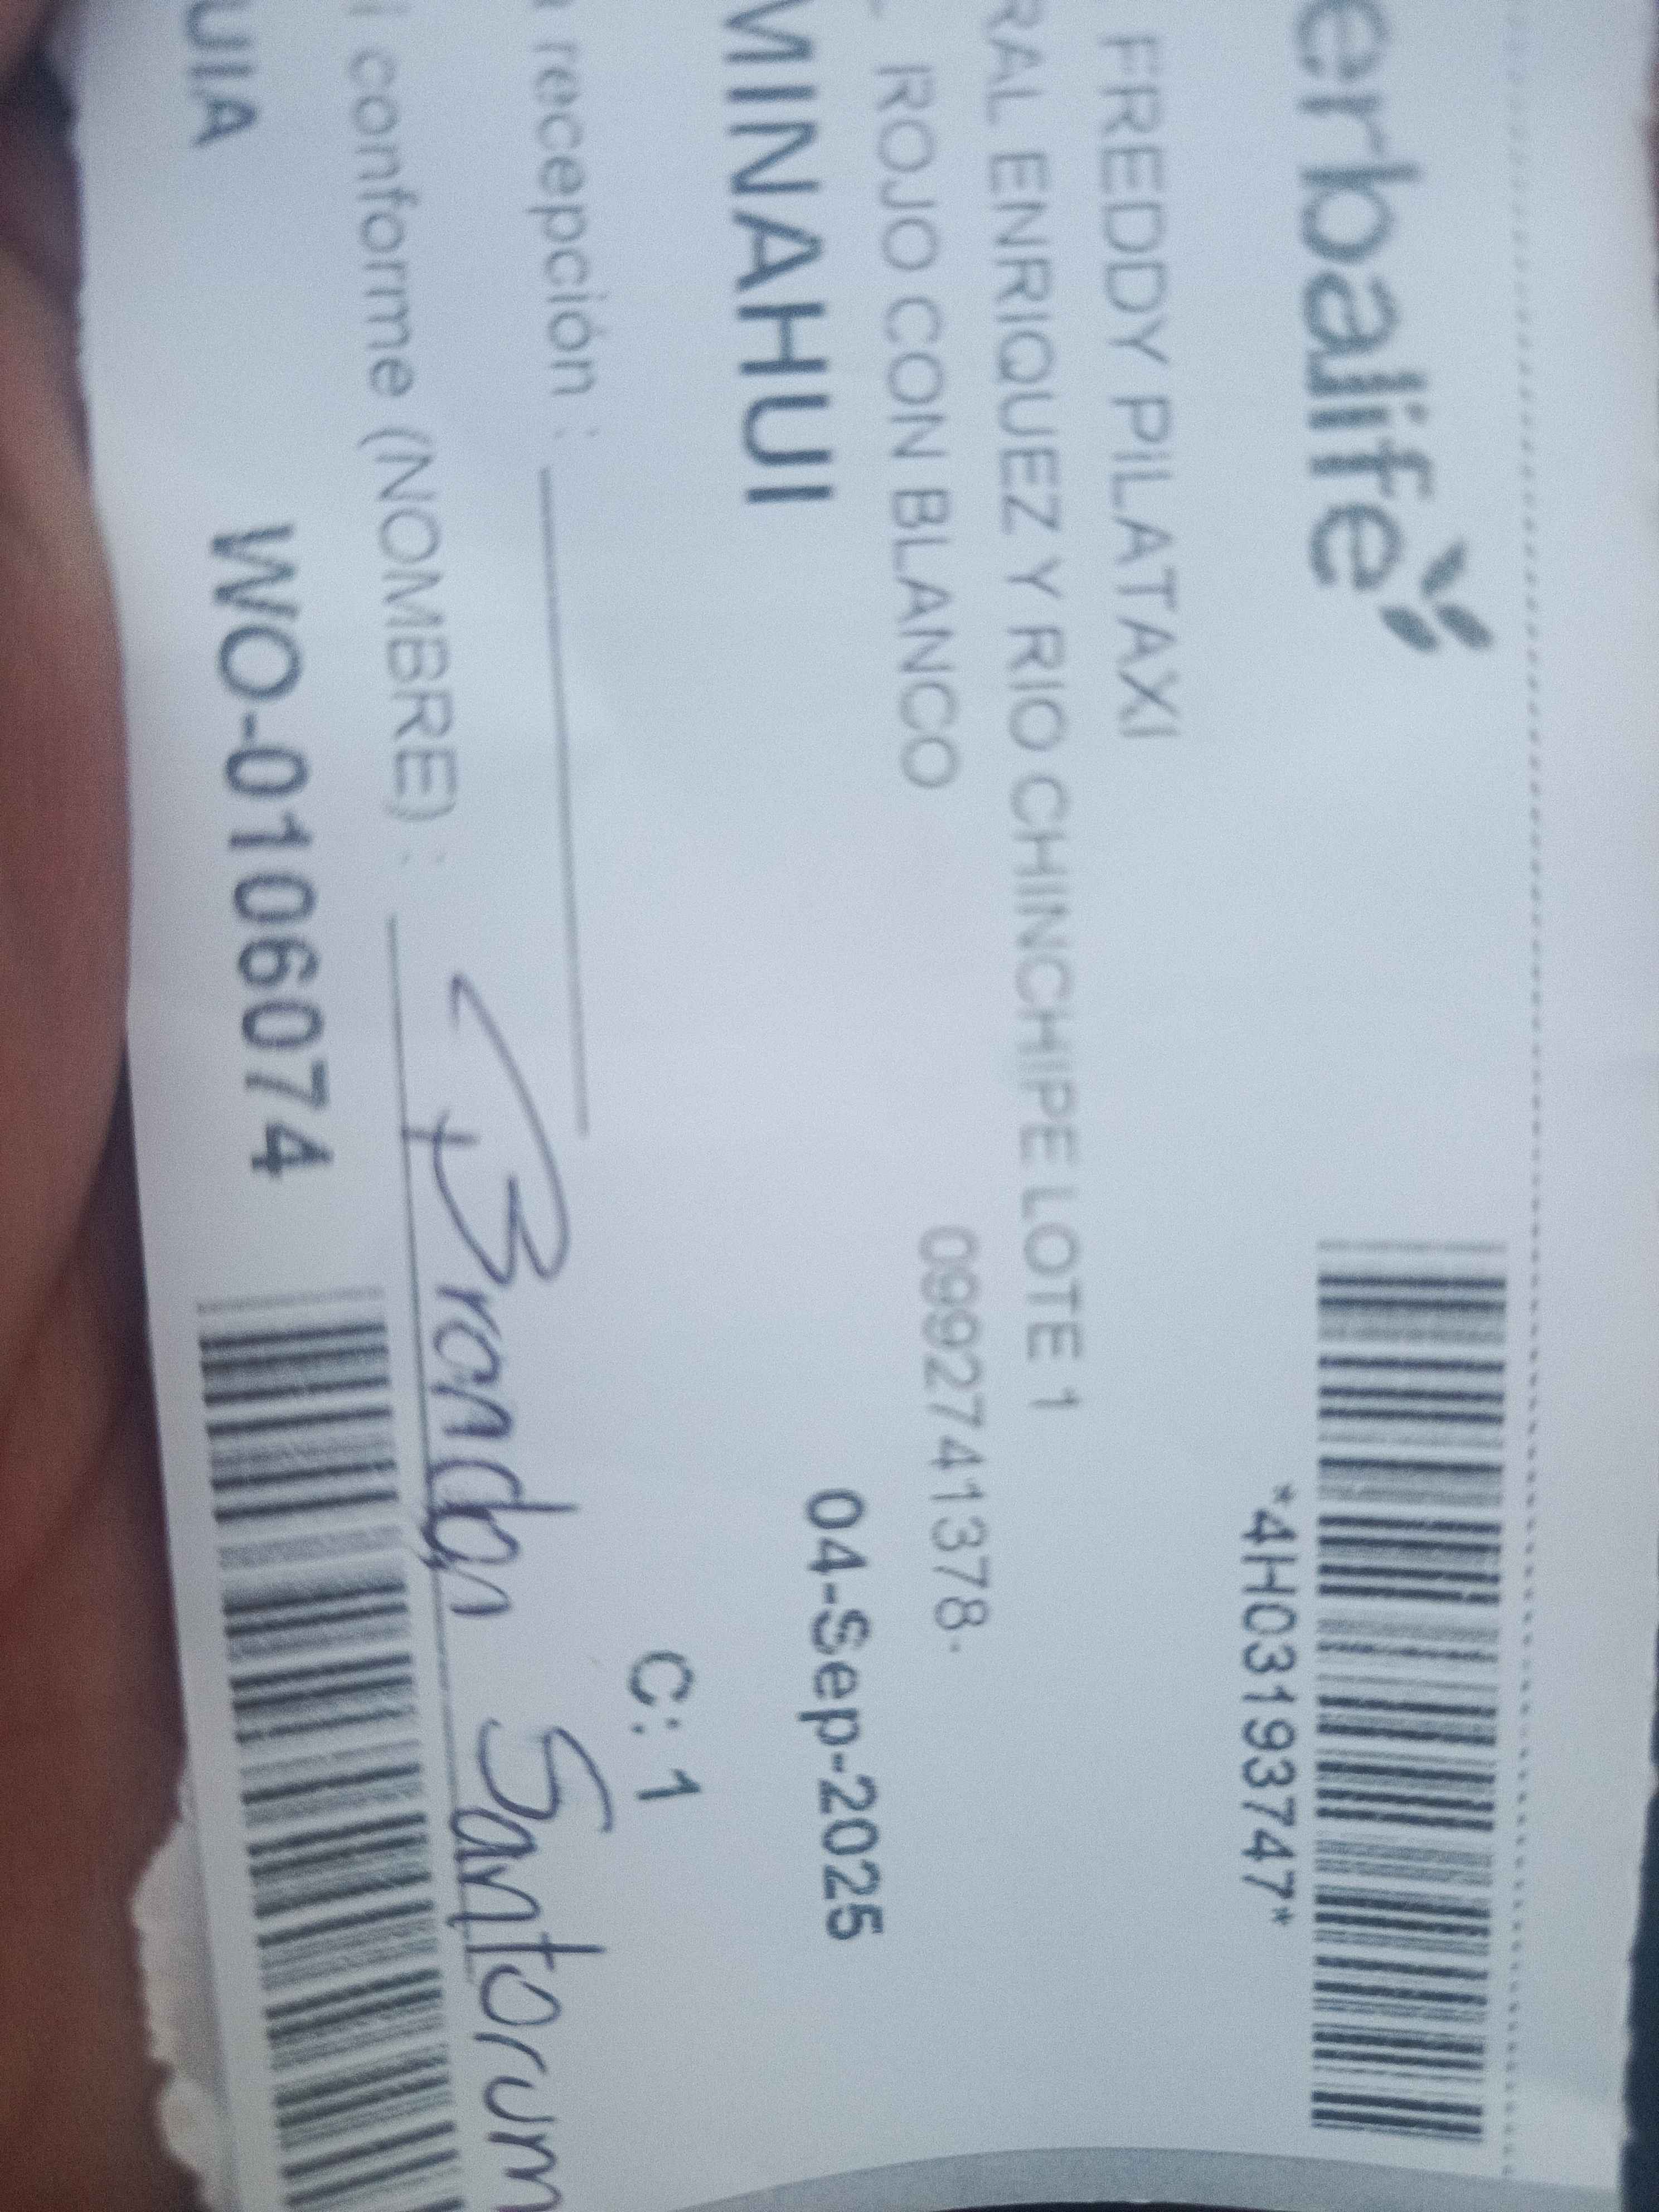 erbalife
*4H03193747*
FREDDY PILATAXI
RAL ENRIQUEZ Y RIO CHINCHIPE LOTE 1
ROJO CON BLANCO 0992741378-
MINAHUI 04-Sep-2025
C: 1
recepción :
conforme (NOMBRE) : Brandon Santorum
UIA WO-0106074